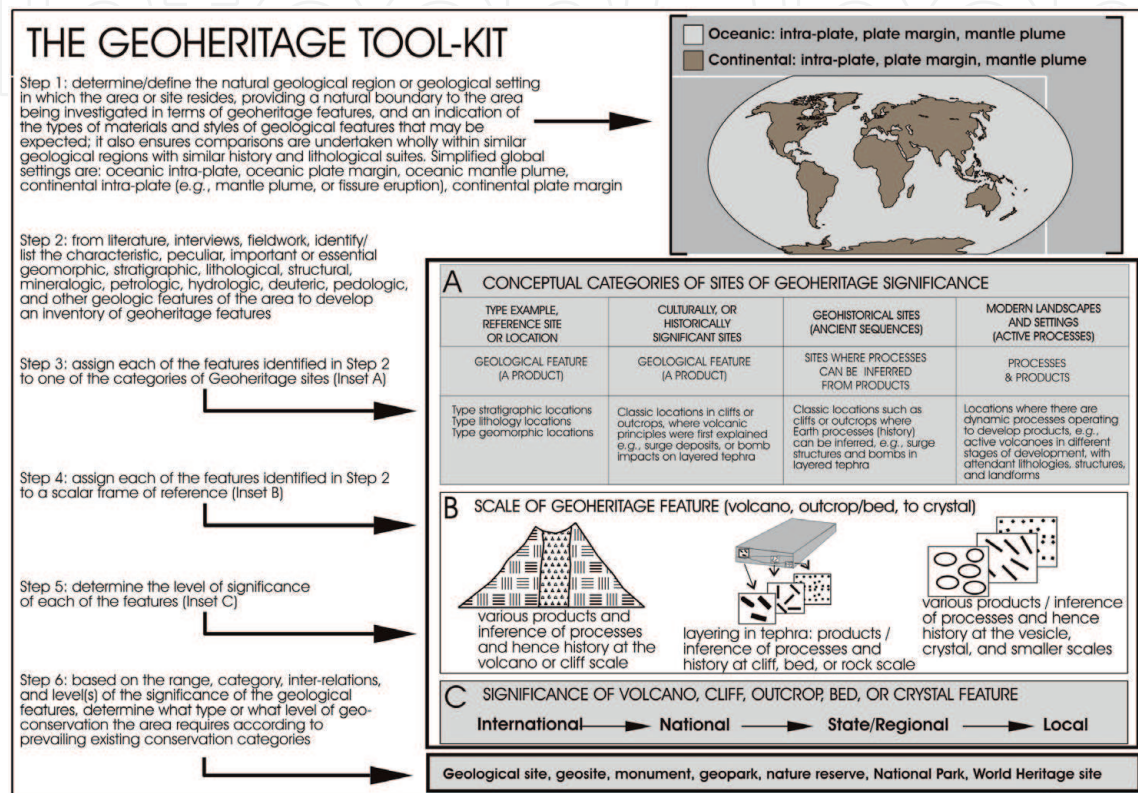 THE GEOHERITAGE TOOL-KIT
Step 1: determine/define the natural geological region or geological setting
in which the area or site resides, providing a natural boundary to the area
being investigated in terms of geoheritage features, and an indication of
the types of materials and styles of geological features that may be
expected; it also ensures comparisons are undertaken wholly within similar
geological regions with similar history and lithological suites. Simplified global
settings are: oceanic intra-plate, oceanic plate margin, oceanic mantle plume,
continental intra-plate (e.g., mantle plume, or fissure eruption), continental plate margin
Oceanic: intra-plate, plate margin, mantle plume
Continental: intra-plate, plate margin, mantle plume
Step 2: from literature, interviews, fieldwork, identify/
list the characteristic, peculiar, important or essential
geomorphic, stratigraphic, lithological, structural,
mineralogic, petrologic, hydrologic, deuteric, pedologic,
and other geologic features of the area to develop
an inventory of geoheritage features
Step 3: assign each of the features identified in Step 2
to one of the categories of Geoheritage sites (Inset A)
Step 4: assign each of the features identified in Step 2
to a scalar frame of reference (Inset B)
Step 5: determine the level of significance
of each of the features (Inset C)
Step 6: based on the range, category, inter-relations,
and level(s) of the significance of the geological
features, determine what type or what level of geo-
conservation the area requires according to
prevailing existing conservation categories
A CONCEPTUAL CATEGORIES OF SITES OF GEOHERITAGE SIGNIFICANCE
TYPE EXAMPLE,
REFERENCE SITE
OR LOCATION
CULTURALLY, OR
HISTORICALLY
SIGNIFICANT SITES
GEOHISTORICAL SITES
(ANCIENT SEQUENCES)
MODERN LANDSCAPES
AND SETTINGS
(ACTIVE PROCESSES)
GEOLOGICAL FEATURE
(A PRODUCT)
GEOLOGICAL FEATURE
(A PRODUCT)
SITES WHERE PROCESSES
CAN BE INFERRED
FROM PRODUCTS
PROCESSES
& PRODUCTS
Type stratigraphic locations
Type lithology locations
Type geomorphic locations
Classic locations in cliffs or
outcrops, where volcanic
principles were first explained
e.g., surge deposits, or bomb
impacts on layered tephra
Classic locations such as
cliffs or outcrops where
Earth processes (history)
can be inferred, e.g., surge
structures and bombs in
layered tephra
Locations where there are
dynamic processes operating
to develop products, e.g.,
active volcanoes in different
stages of development, with
attendant lithologies, structures,
and landforms
B SCALE OF GEOHERITAGE FEATURE (volcano, outcrop/bed, to crystal)
various products and
inference of processes
and hence history at the
volcano or cliff scale
layering in tephra: products /
inference of processes and
history at cliff, bed, or rock scale
various products / inference
of processes and hence
history at the vesicle,
crystal, and smaller scales
C SIGNIFICANCE OF VOLCANO, CLIFF, OUTCROP, BED, OR CRYSTAL FEATURE
International National State/Regional Local
Geological site, geosite, monument, geopark, nature reserve, National Park, World Heritage site